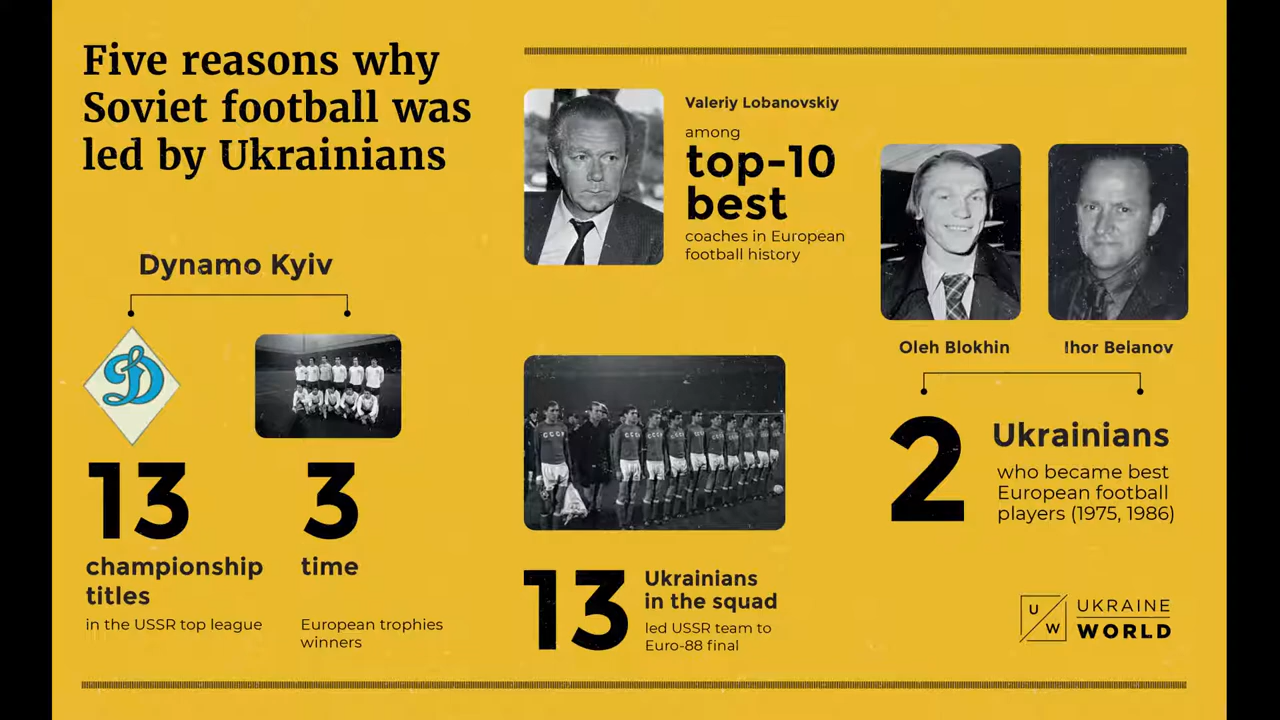 Five reasons why
Soviet football was
led by Ukrainians
Dynamo Kyiv
13
championship
titles
in the USSR top league
3
time
European trophies
winners
Valeriy Lobanovskiy
among
top-10
best
coaches in European
football history
13
Ukrainians
in the squad
led USSR team to
Euro-88 final
Oleh Blokhin
Ihor Belanov
2
Ukrainians
who became best
European football
players (1975, 1986)
U
W
UKRAINE
WORLD